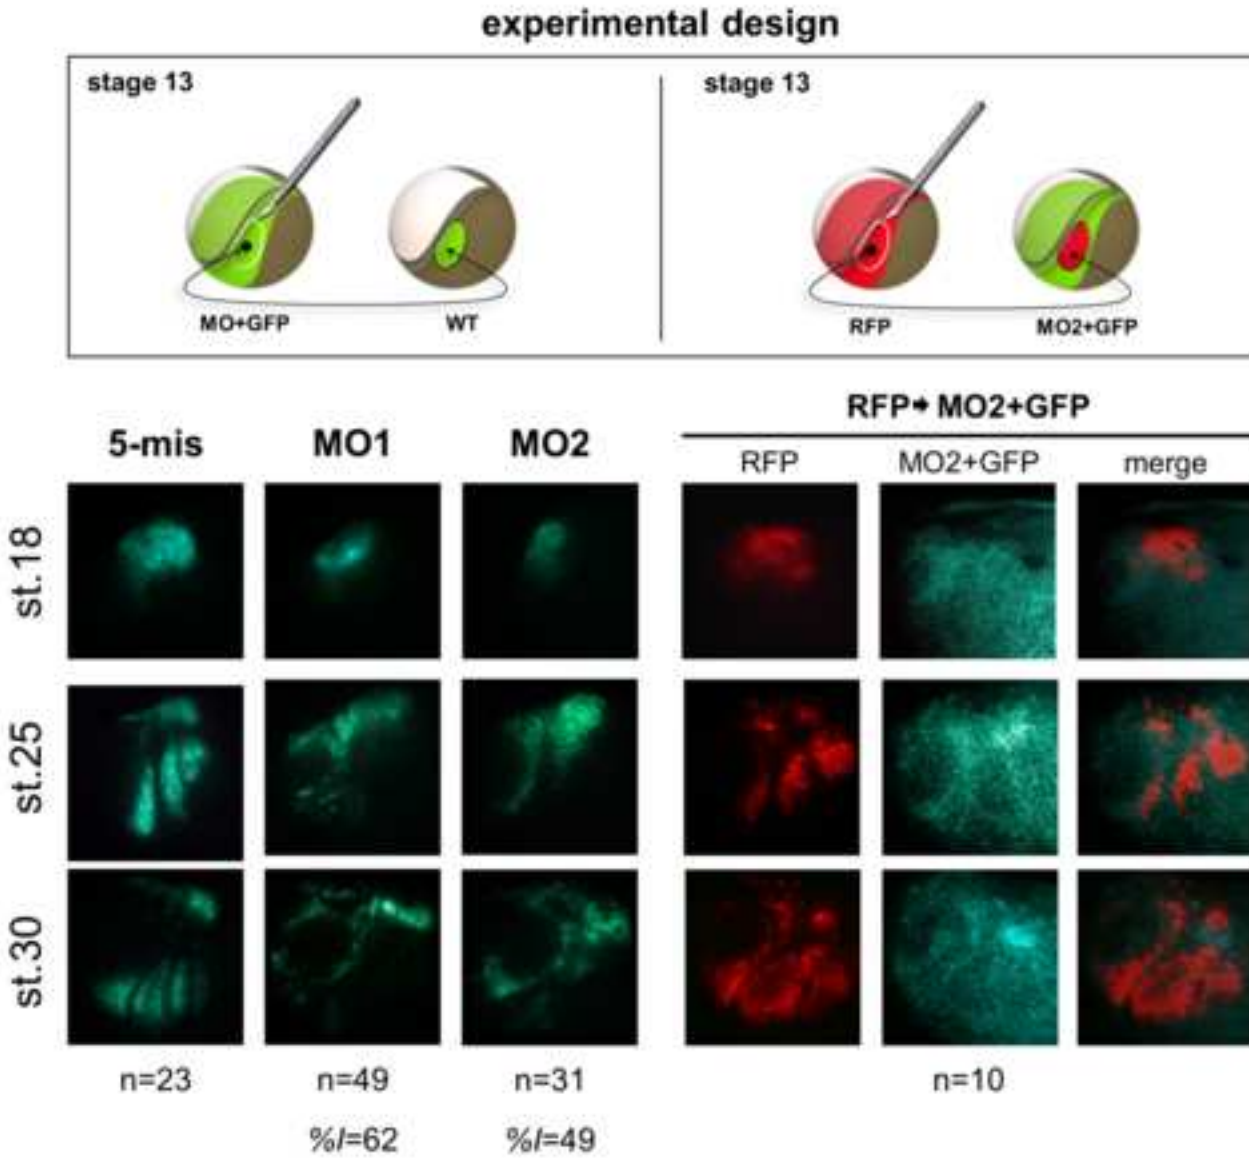 experimental design
stage 13
stage 13
MO+GFP
WT
RFP
MO2+GFP
RFP➧MO2+GFP
5-mis
MO1
MO2
RFP
MO2+GFP
merge
st.18
st.25
st.30
n=23
n=49
n=31
n=10
%I=62
%I=49